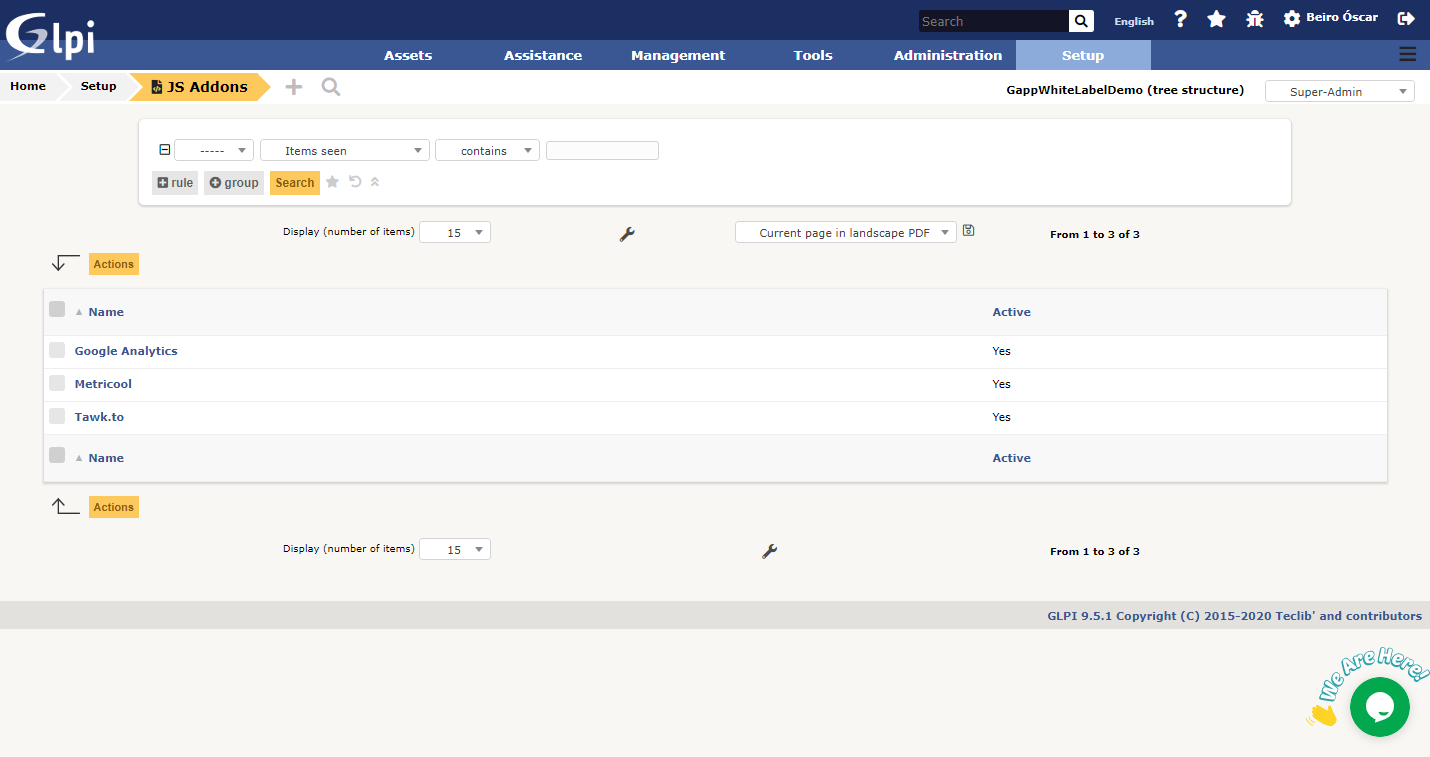 Glpi
Search English ? Beiro Óscar
Assets Assistance Management Tools Administration Setup
Home Setup JS Addons GappWhiteLabelDemo (tree structure) Super-Admin
----- Items seen contains
rule group Search
Display (number of items) 15 Current page in landscape PDF From 1 to 3 of 3
Actions
Name Active
Google Analytics Yes
Metricool Yes
Tawk.to Yes
Name Active
Actions
Display (number of items) 15 From 1 to 3 of 3
GLPI 9.5.1 Copyright (C) 2015-2020 Teclib' and contributors
We Are Here!